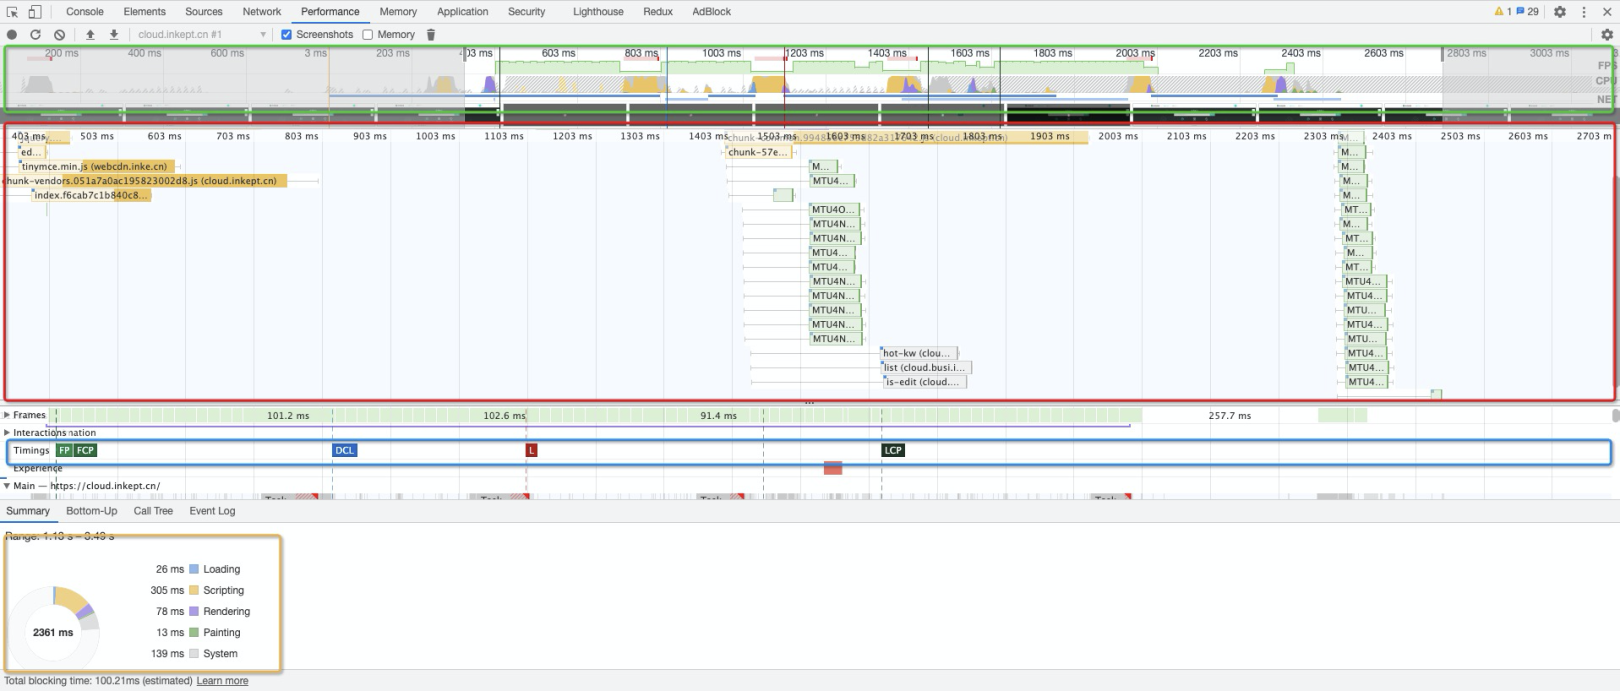 Console Elements Sources Network Performance Memory Application Security Lighthouse Redux AdBlock 1 29
cloud.inkept.cn #1 Screenshots Memory
200 ms 400 ms 600 ms 3 ms 203 ms 403 ms 603 ms 803 ms 1003 ms 1203 ms 1403 ms 1603 ms 1803 ms 2003 ms 2203 ms 2403 ms 2603 ms 2803 ms 3003 ms
FPS
CPU
NET
403 ms 503 ms 603 ms 703 ms 803 ms 903 ms 1003 ms 1103 ms 1203 ms 1303 ms 1403 ms 1503 ms 1603 ms 1703 ms 1803 ms 1903 ms 2003 ms 2103 ms 2203 ms 2303 ms 2403 ms 2503 ms 2603 ms 2703 m
ed... chunk-57e... M...
tinymce.min.js (webcdn.inke.cn) M... M...
chunk-vendors.051a7a0ac195823002d8.js (cloud.inkept.cn) MTU4... M...
index.f6cab7c1b840c8... M...
MTU4O... MT...
MTU4N... M...
MTU4N... MT...
MTU4... M...
MTU4... MT...
MTU4N... MTU4...
MTU4N... MTU4...
MTU4N... MTU...
MTU4N... MTU4...
MTU4N... MTU...
hot-kw (clou... MTU4...
list (cloud.busi.i... MTU4...
is-edit (cloud.... MTU4...
Frames 101.2 ms 102.6 ms 91.4 ms 257.7 ms
Interactions nation
Timings FP FCP DCL L LCP
Experience
Main — https://cloud.inkept.cn/
Task Task Task Task
Summary Bottom-Up Call Tree Event Log
Range: 1.13 s – 3.49 s
26 ms Loading
305 ms Scripting
78 ms Rendering
2361 ms
13 ms Painting
139 ms System
Total blocking time: 100.21ms (estimated) Learn more